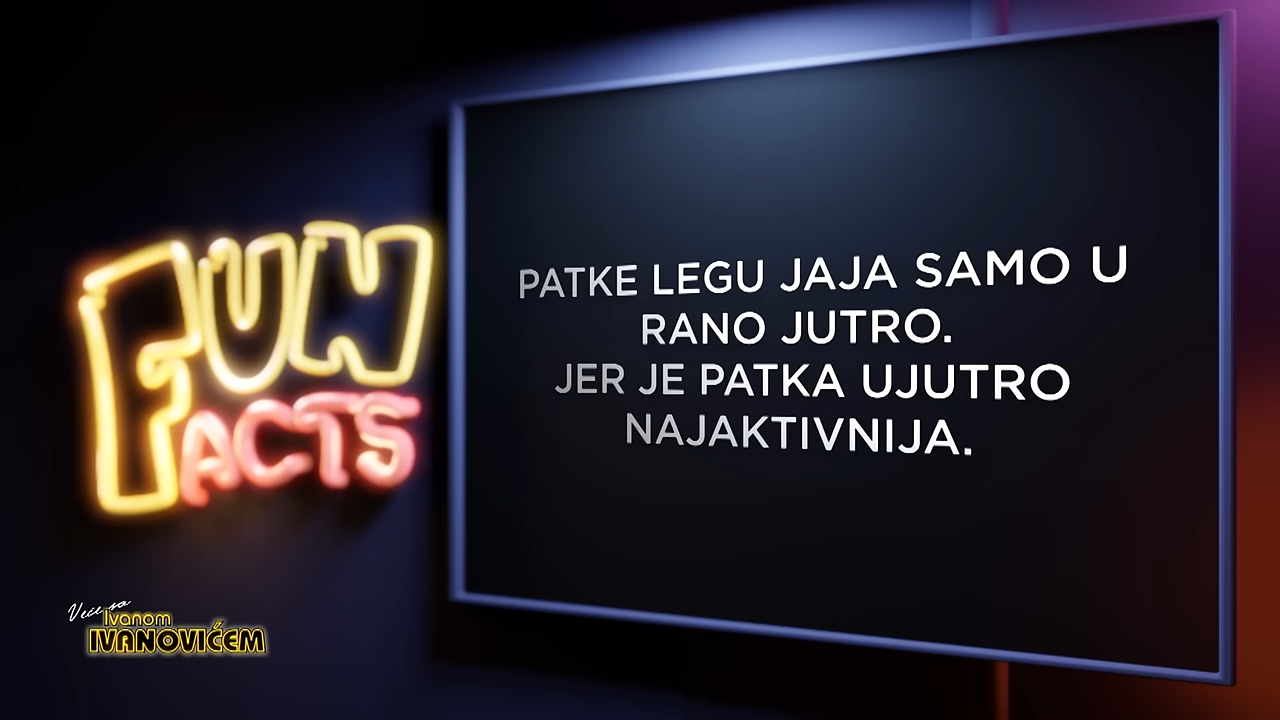 FUN
FACTS
PATKE LEGU JAJA SAMO U
RANO JUTRO.
JER JE PATKA UJUTRO
NAJAKTIVNIJA.
Veče sa
Ivanom
IVANOVIĆEM